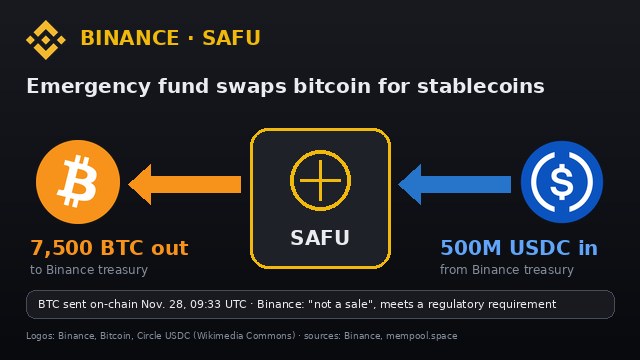 BINANCE · SAFU
Emergency fund swaps bitcoin for stablecoins
SAFU
7,500 BTC out
to Binance treasury
500M USDC in
from Binance treasury
BTC sent on-chain Nov. 28, 09:33 UTC · Binance: "not a sale", meets a regulatory requirement
Logos: Binance, Bitcoin, Circle USDC (Wikimedia Commons) · sources: Binance, mempool.space